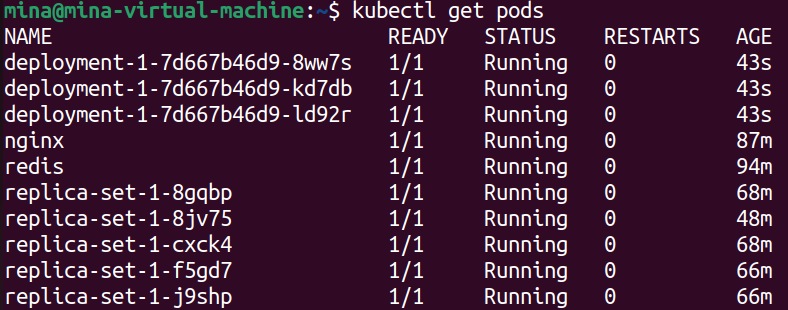 mina@mina-virtual-machine:~$ kubectl get pods
NAME READY STATUS RESTARTS AGE
deployment-1-7d667b46d9-8ww7s 1/1 Running 0 43s
deployment-1-7d667b46d9-kd7db 1/1 Running 0 43s
deployment-1-7d667b46d9-ld92r 1/1 Running 0 43s
nginx 1/1 Running 0 87m
redis 1/1 Running 0 94m
replica-set-1-8gqbp 1/1 Running 0 68m
replica-set-1-8jv75 1/1 Running 0 48m
replica-set-1-cxck4 1/1 Running 0 68m
replica-set-1-f5gd7 1/1 Running 0 66m
replica-set-1-j9shp 1/1 Running 0 66m